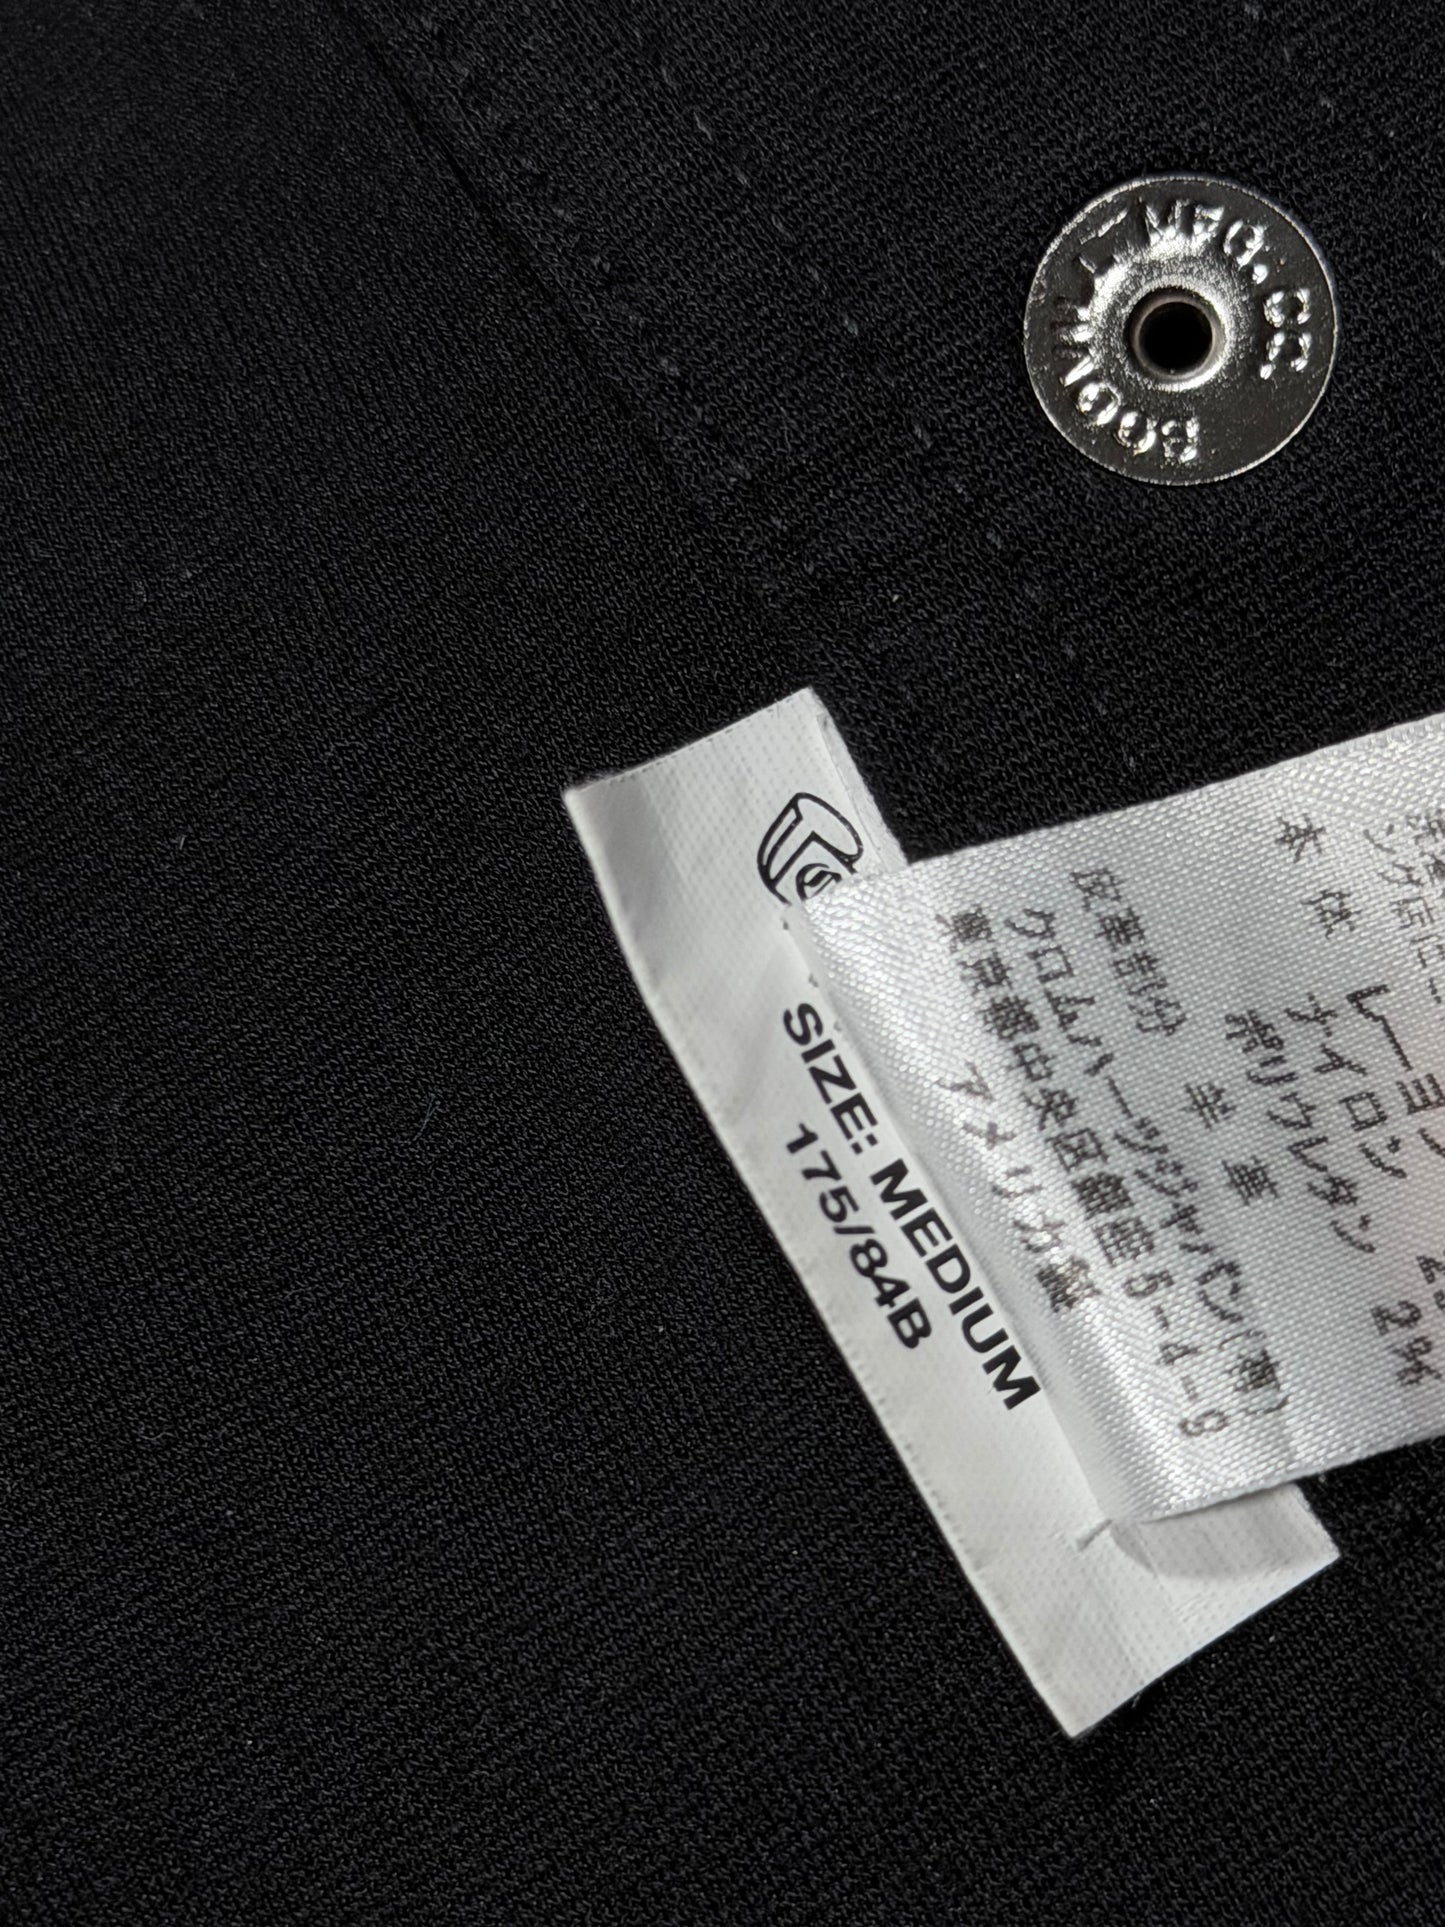 BOOMLT MFG. CO.
SIZE: MEDIUM
175/84B
本体
レーヨン
ナイロン
ポリウレタン 2%
皮革部分 羊革
クロムハーツジャパン(有)
東京都中央区銀座5-4-9
アメリカ製